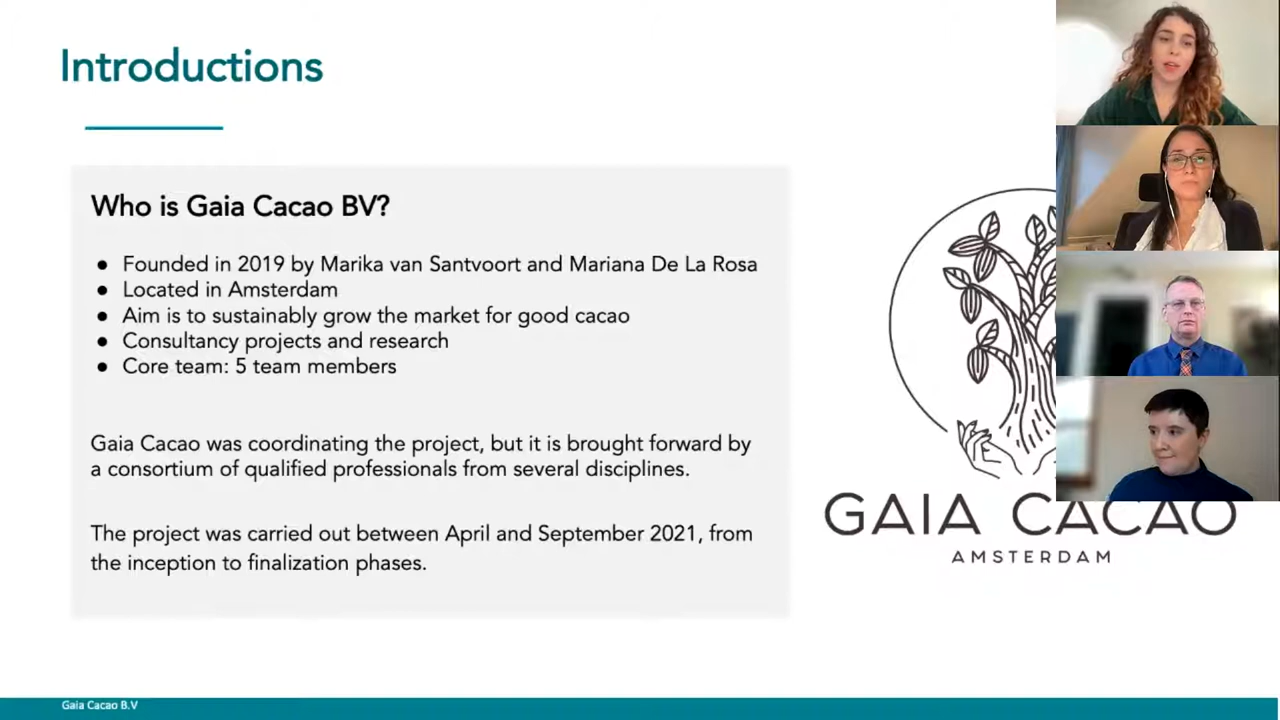 Introductions
Who is Gaia Cacao BV?
● Founded in 2019 by Marika van Santvoort and Mariana De La Rosa
● Located in Amsterdam
● Aim is to sustainably grow the market for good cacao
● Consultancy projects and research
● Core team: 5 team members
Gaia Cacao was coordinating the project, but it is brought forward by
a consortium of qualified professionals from several disciplines.
The project was carried out between April and September 2021, from
the inception to finalization phases.
GAIA CACAO
AMSTERDAM
Gaia Cacao B.V